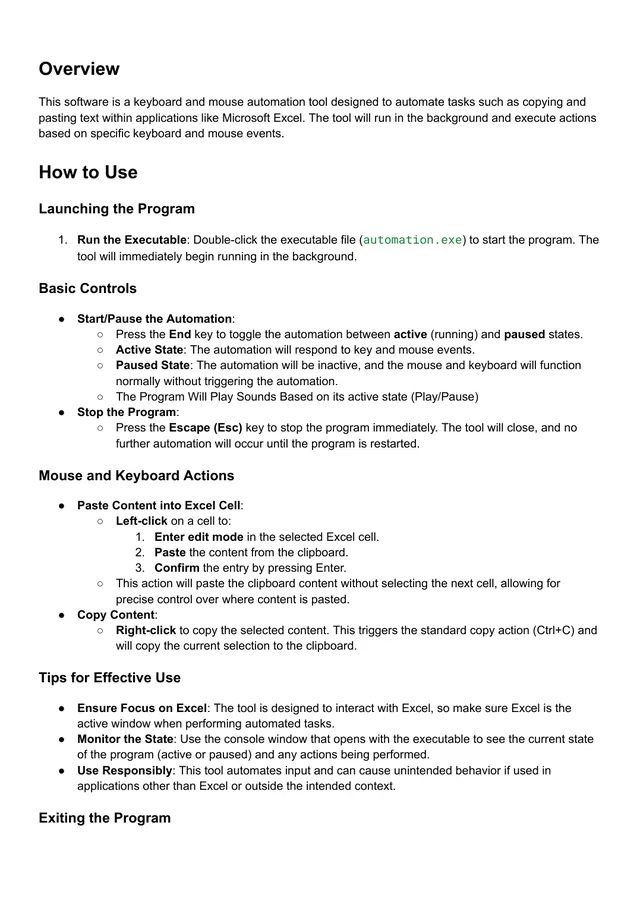 Overview
This software is a keyboard and mouse automation tool designed to automate tasks such as copying and
pasting text within applications like Microsoft Excel. The tool will run in the background and execute actions
based on specific keyboard and mouse events.
How to Use
Launching the Program
1. Run the Executable: Double-click the executable file (automation.exe) to start the program. The
tool will immediately begin running in the background.
Basic Controls
● Start/Pause the Automation:
○ Press the End key to toggle the automation between active (running) and paused states.
○ Active State: The automation will respond to key and mouse events.
○ Paused State: The automation will be inactive, and the mouse and keyboard will function
normally without triggering the automation.
○ The Program Will Play Sounds Based on its active state (Play/Pause)
● Stop the Program:
○ Press the Escape (Esc) key to stop the program immediately. The tool will close, and no
further automation will occur until the program is restarted.
Mouse and Keyboard Actions
● Paste Content into Excel Cell:
○ Left-click on a cell to:
1. Enter edit mode in the selected Excel cell.
2. Paste the content from the clipboard.
3. Confirm the entry by pressing Enter.
○ This action will paste the clipboard content without selecting the next cell, allowing for
precise control over where content is pasted.
● Copy Content:
○ Right-click to copy the selected content. This triggers the standard copy action (Ctrl+C) and
will copy the current selection to the clipboard.
Tips for Effective Use
● Ensure Focus on Excel: The tool is designed to interact with Excel, so make sure Excel is the
active window when performing automated tasks.
● Monitor the State: Use the console window that opens with the executable to see the current state
of the program (active or paused) and any actions being performed.
● Use Responsibly: This tool automates input and can cause unintended behavior if used in
applications other than Excel or outside the intended context.
Exiting the Program